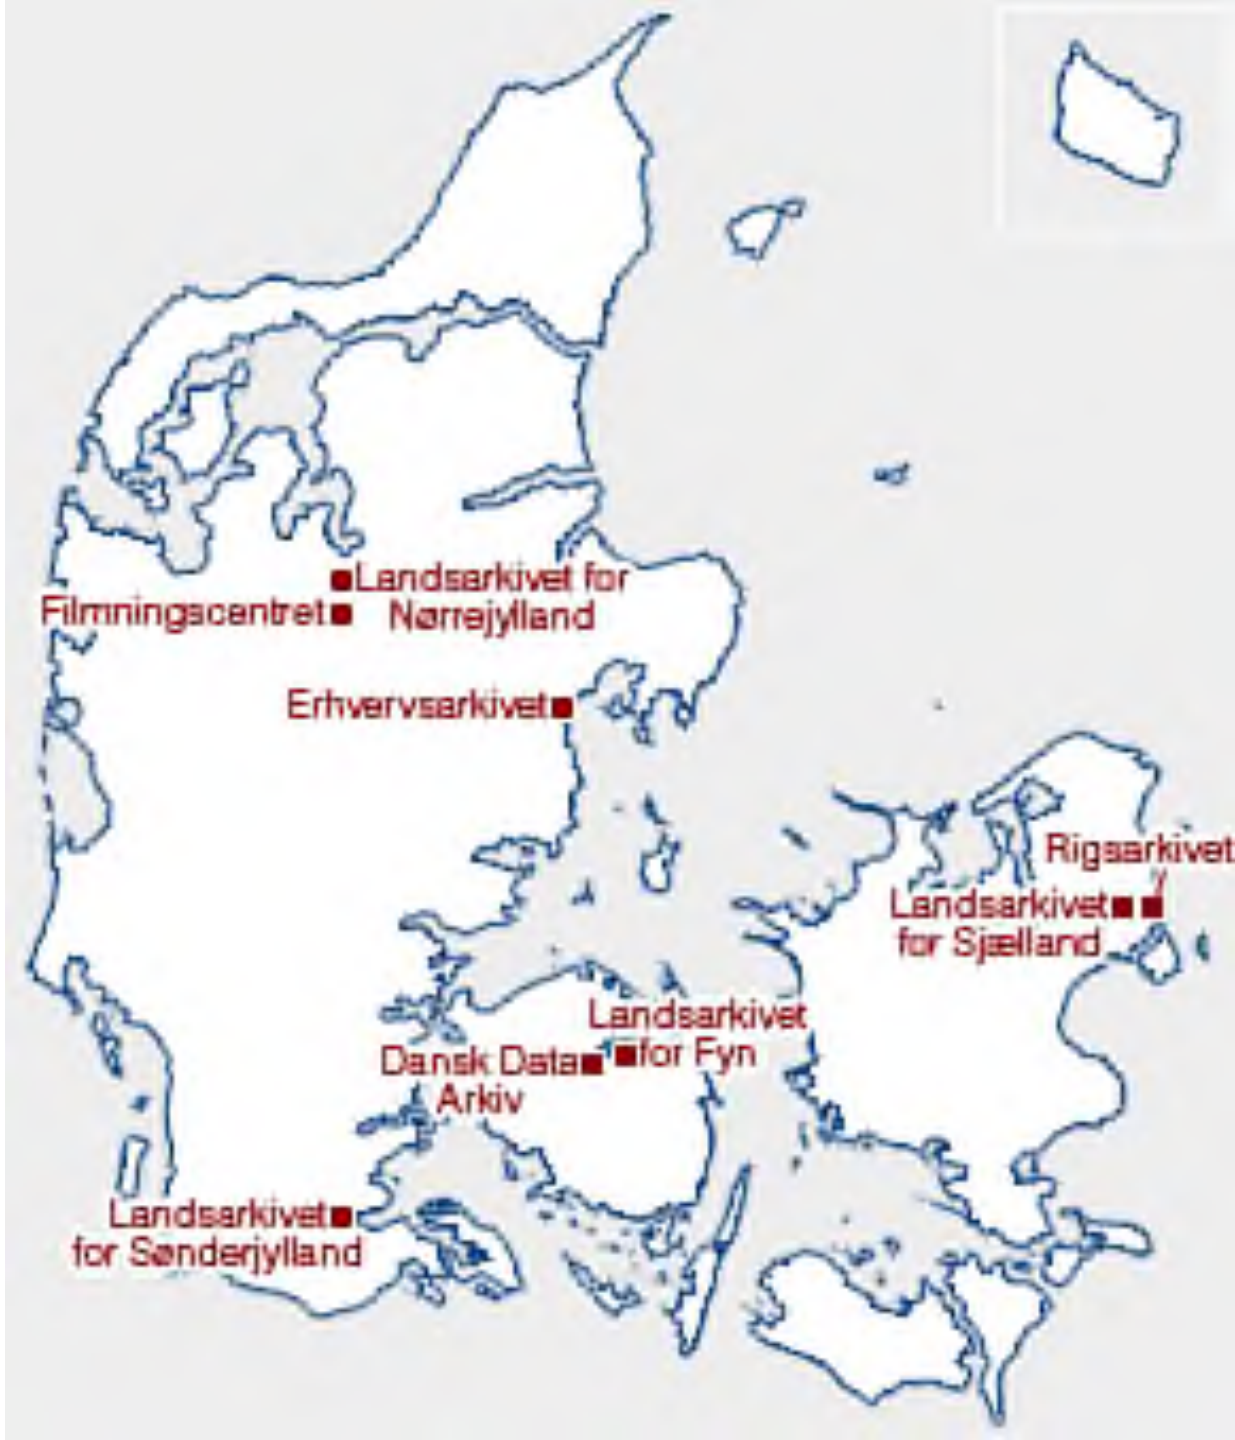 Landsarkivet for
Nørrejylland
Filmningscentret
Erhvervsarkivet
Rigsarkivet
Landsarkivet
for Sjælland
Landsarkivet
for Fyn
Dansk Data
Arkiv
Landsarkivet
for Sønderjylland